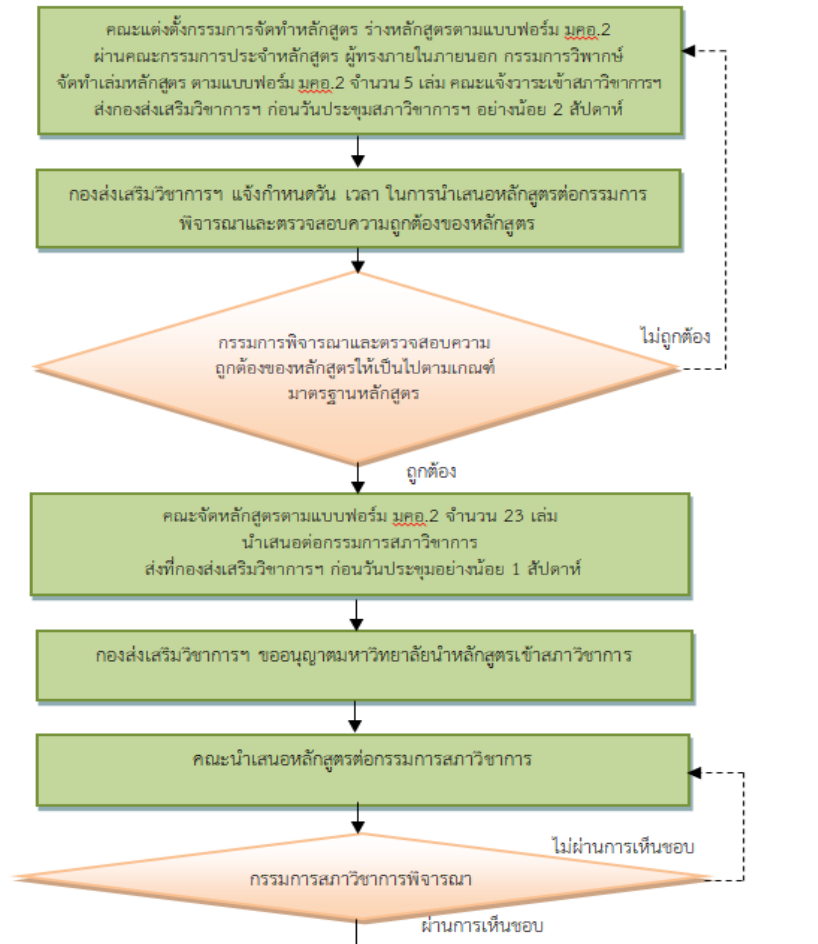 คณะแต่งตั้งกรรมการจัดทำหลักสูตร ร่างหลักสูตรตามแบบฟอร์ม มคอ.2
ผ่านคณะกรรมการประจำหลักสูตร ผู้ทรงภายในภายนอก กรรมการวิพากษ์
จัดทำเล่มหลักสูตร ตามแบบฟอร์ม มคอ.2 จำนวน 5 เล่ม คณะแจ้งวาระเข้าสภาวิชาการฯ
ส่งกองส่งเสริมวิชาการฯ ก่อนวันประชุมสภาวิชาการฯ อย่างน้อย 2 สัปดาห์
กองส่งเสริมวิชาการฯ แจ้งกำหนดวัน เวลา ในการนำเสนอหลักสูตรต่อกรรมการ
พิจารณาและตรวจสอบความถูกต้องของหลักสูตร
ไม่ถูกต้อง
กรรมการพิจารณาและตรวจสอบความ
ถูกต้องของหลักสูตรให้เป็นไปตามเกณฑ์
มาตรฐานหลักสูตร
ถูกต้อง
คณะจัดหลักสูตรตามแบบฟอร์ม มคอ.2 จำนวน 23 เล่ม
นำเสนอต่อกรรมการสภาวิชาการ
ส่งที่กองส่งเสริมวิชาการฯ ก่อนวันประชุมอย่างน้อย 1 สัปดาห์
กองส่งเสริมวิชาการฯ ขออนุญาตมหาวิทยาลัยนำหลักสูตรเข้าสภาวิชาการ
คณะนำเสนอหลักสูตรต่อกรรมการสภาวิชาการ
ไม่ผ่านการเห็นชอบ
กรรมการสภาวิชาการพิจารณา
ผ่านการเห็นชอบ